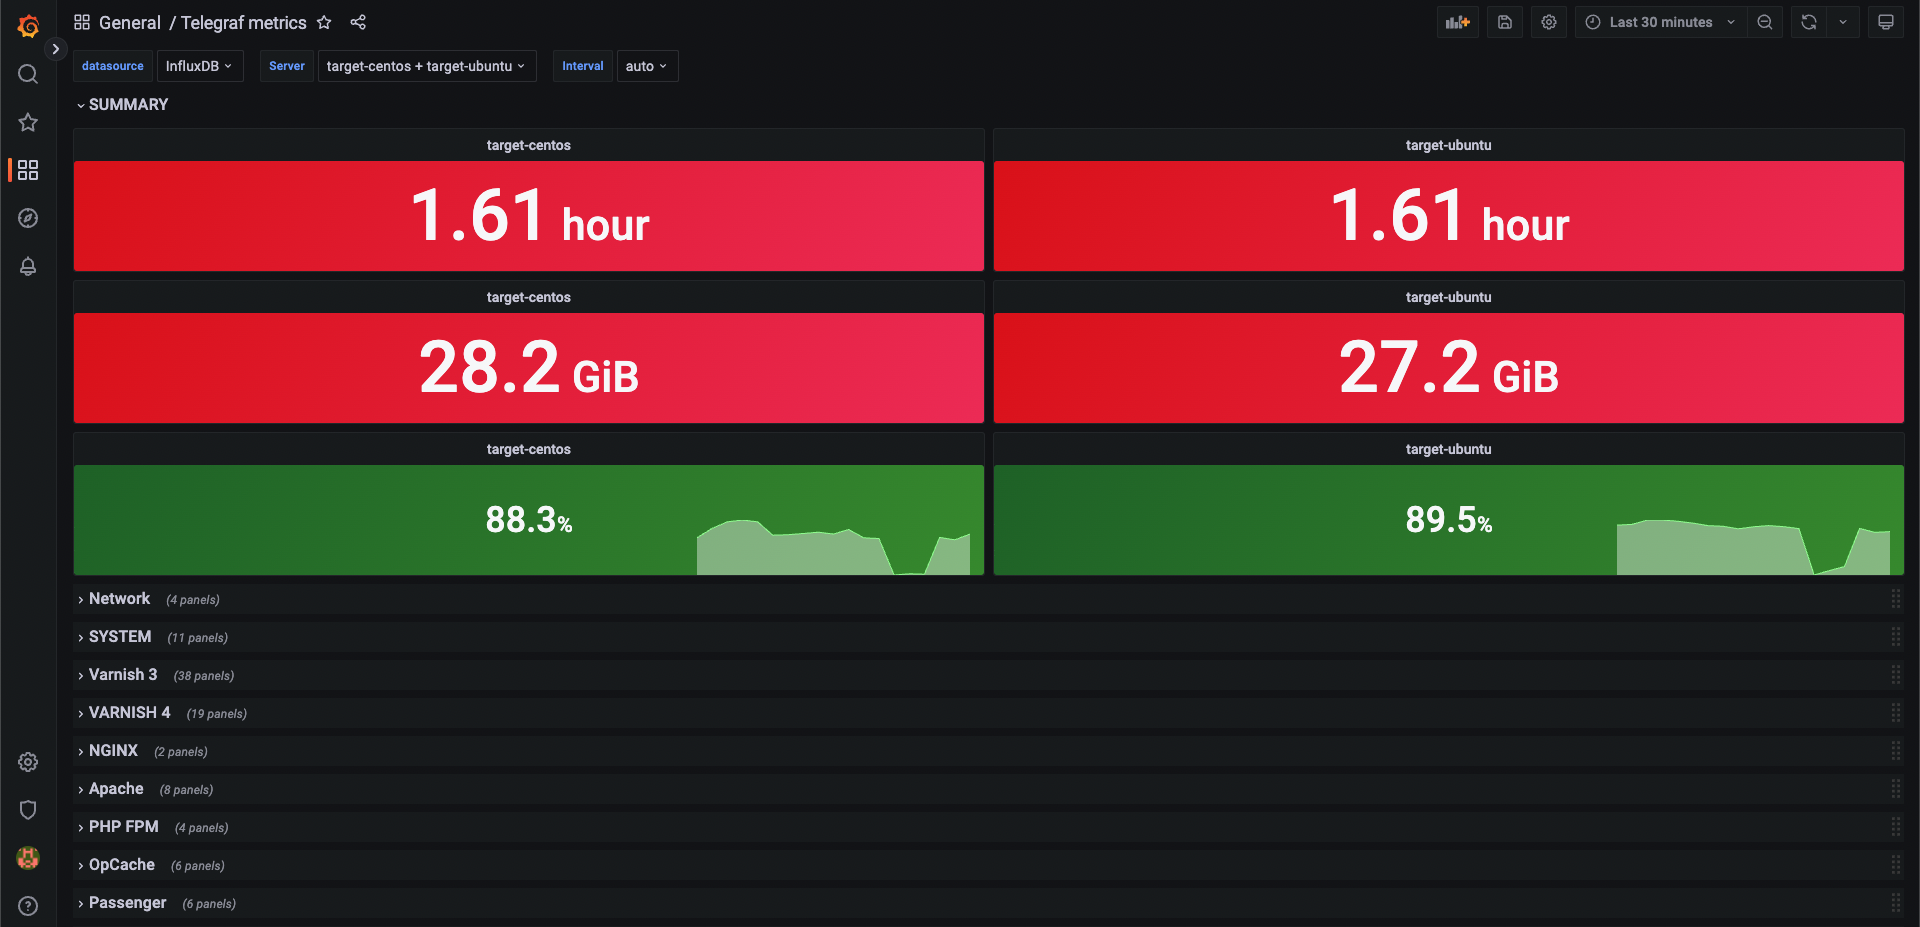 General / Telegraf metrics
Last 30 minutes
datasource InfluxDB Server target-centos + target-ubuntu Interval auto
SUMMARY
target-centos
1.61 hour
target-ubuntu
1.61 hour
target-centos
28.2 GiB
target-ubuntu
27.2 GiB
target-centos
88.3%
target-ubuntu
89.5%
Network (4 panels)
SYSTEM (11 panels)
Varnish 3 (38 panels)
VARNISH 4 (19 panels)
NGINX (2 panels)
Apache (8 panels)
PHP FPM (4 panels)
OpCache (6 panels)
Passenger (6 panels)